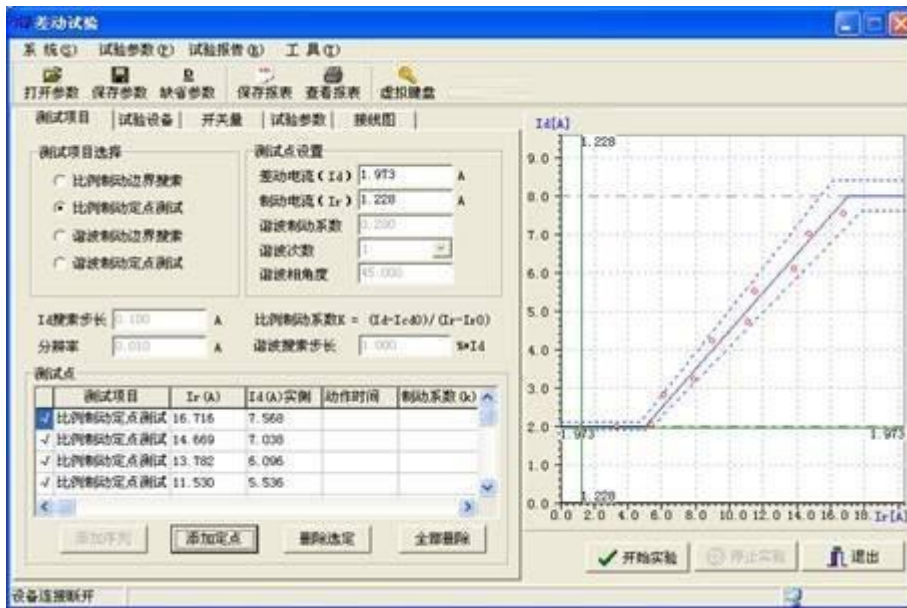 差动试验
系 统(S) 试验参数(P) 试验报告(R) 工 具(T)
打开参数 保存参数 缺省参数 保存报表 查看报表 虚拟键盘
测试项目 试验设备 开关量 试验参数 接线图
测试项目选择
比例制动边界搜索
比例制动定点测试
谐波制动边界搜索
谐波制动定点测试
测试点设置
差动电流(Id) 1.973 A
制动电流(Ir) 1.228 A
谐波制动系数
谐波次数 1
谐波相角度 45.000
Id搜索步长 0.100 A 比例制动系数K = (Id-Icd0)/(Ir-Ir0)
分辨率 0.010 A 谐波搜索步长 1.000 %*Id
测试点
测试项目 Ir(A) Id(A)实侧 动作时间 制动系数(k)
√ 比例制动定点测试 16.716 7.568
√ 比例制动定点测试 14.669 7.038
√ 比例制动定点测试 13.782 6.096
√ 比例制动定点测试 11.530 5.536
添加序列 添加定点 删除选定 全部删除
Id[A]
1.228
9.0
8.0
7.0
6.0
5.0
4.0
3.0
2.0
1.973 1.973
1.0
1.228
0.0
0.0 2.0 4.0 6.0 8.0 10.0 12.0 14.0 16.0 18. Ir[A]
开始实验 停止实验 退出
设备连接断开